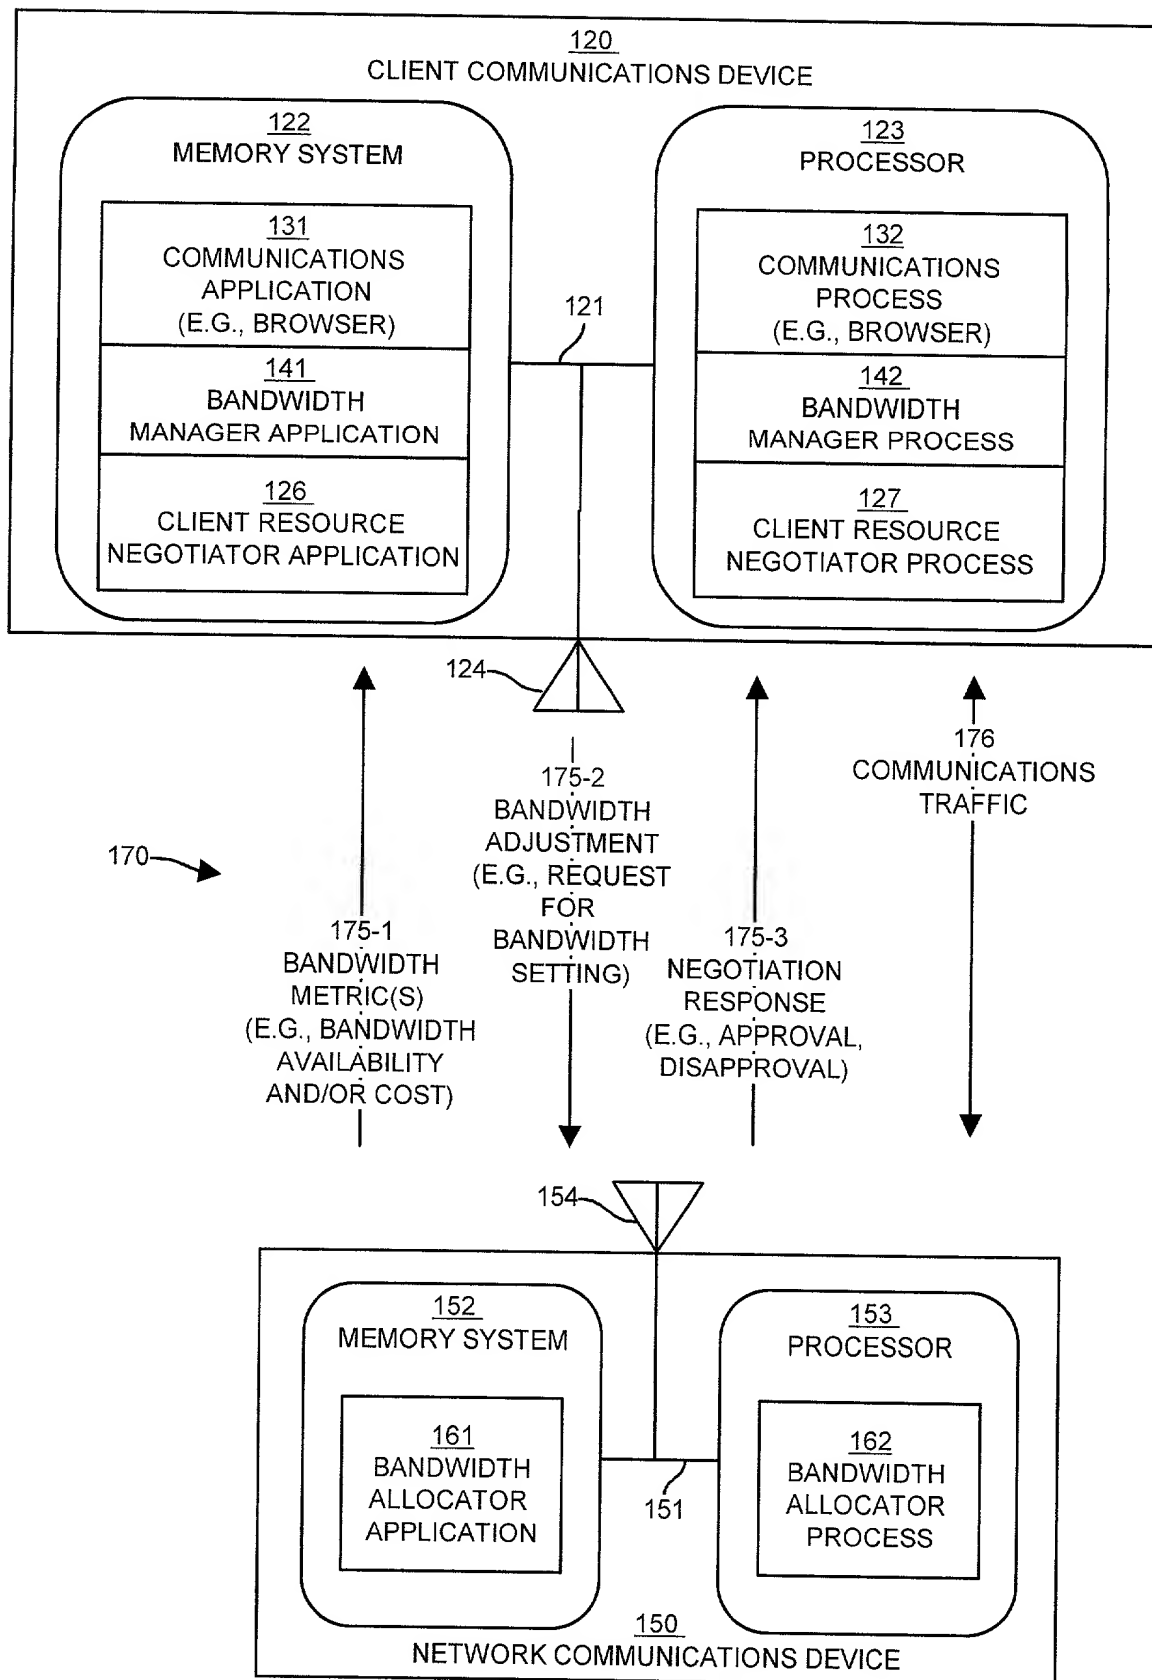 120
CLIENT COMMUNICATIONS DEVICE
122
MEMORY SYSTEM
131
COMMUNICATIONS
APPLICATION
(E.G., BROWSER)
141
BANDWIDTH
MANAGER APPLICATION
126
CLIENT RESOURCE
NEGOTIATOR APPLICATION
121
123
PROCESSOR
132
COMMUNICATIONS
PROCESS
(E.G., BROWSER)
142
BANDWIDTH
MANAGER PROCESS
127
CLIENT RESOURCE
NEGOTIATOR PROCESS
124
170
175-1
BANDWIDTH
METRIC(S)
(E.G., BANDWIDTH
AVAILABILITY
AND/OR COST)
175-2
BANDWIDTH
ADJUSTMENT
(E.G., REQUEST
FOR
BANDWIDTH
SETTING)
175-3
NEGOTIATION
RESPONSE
(E.G., APPROVAL,
DISAPPROVAL)
176
COMMUNICATIONS
TRAFFIC
154
152
MEMORY SYSTEM
161
BANDWIDTH
ALLOCATOR
APPLICATION
151
153
PROCESSOR
162
BANDWIDTH
ALLOCATOR
PROCESS
150
NETWORK COMMUNICATIONS DEVICE